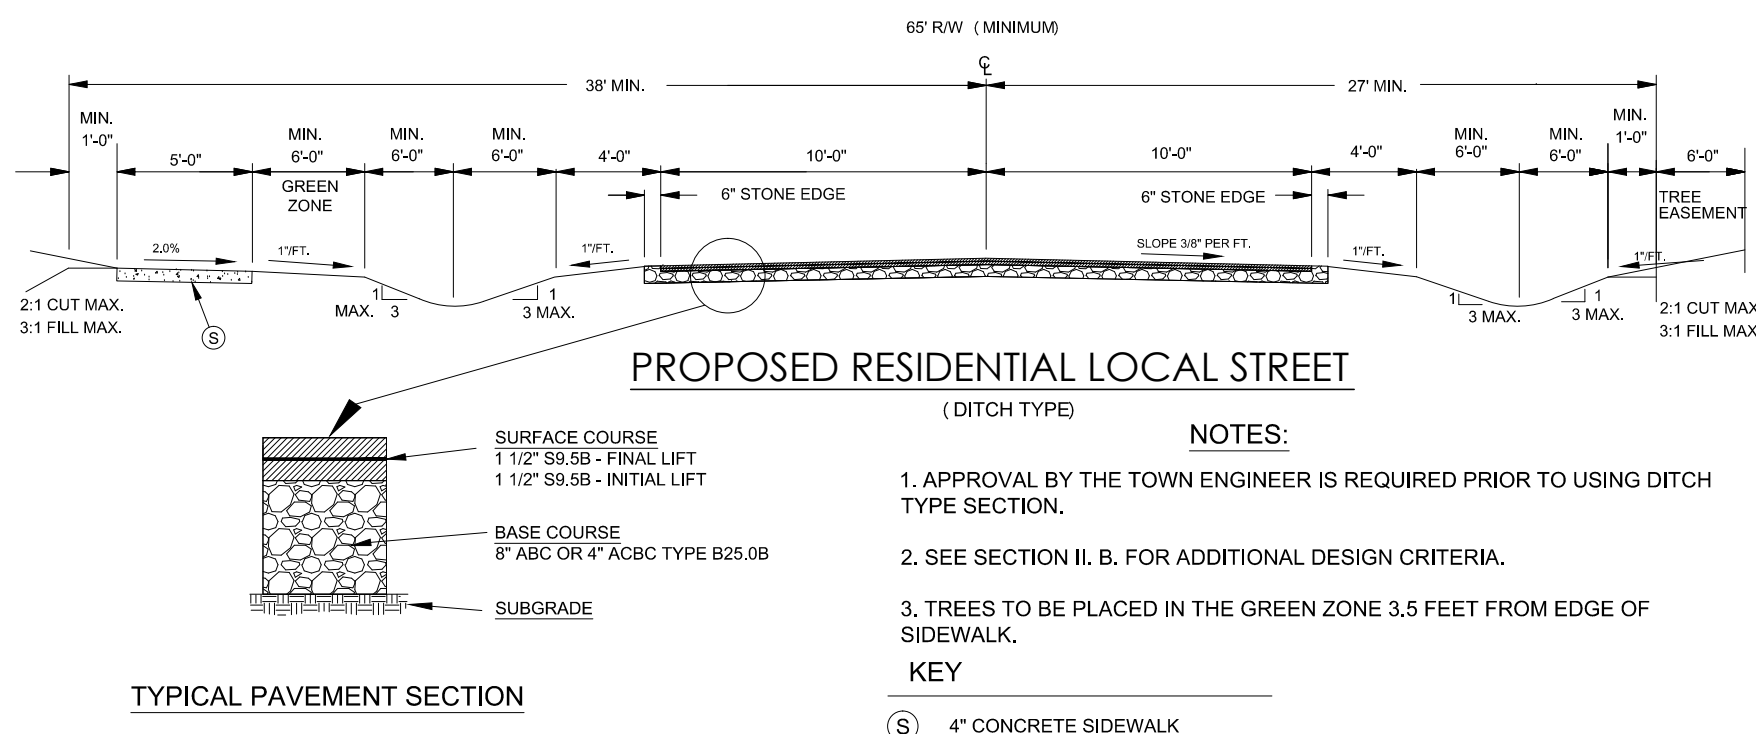 65' R/W ( MINIMUM)
CL
38' MIN.
27' MIN.
MIN.
1'-0"
5'-0"
MIN.
6'-0"
GREEN
ZONE
MIN.
6'-0"
MIN.
6'-0"
4'-0"
10'-0"
10'-0"
4'-0"
MIN.
6'-0"
MIN.
6'-0"
MIN.
1'-0"
6'-0"
TREE
EASEMENT
6" STONE EDGE
6" STONE EDGE
2.0%
1"/FT.
1"/FT.
SLOPE 3/8" PER FT.
1"/FT.
1"/FT.
2:1 CUT MAX.
3:1 FILL MAX.
S
1
MAX. 3
1
3 MAX.
1
3 MAX.
1
3 MAX.
2:1 CUT MAX
3:1 FILL MAX
PROPOSED RESIDENTIAL LOCAL STREET
( DITCH TYPE)
SURFACE COURSE
1 1/2" S9.5B - FINAL LIFT
1 1/2" S9.5B - INITIAL LIFT
BASE COURSE
8" ABC OR 4" ACBC TYPE B25.0B
SUBGRADE
TYPICAL PAVEMENT SECTION
NOTES:
1. APPROVAL BY THE TOWN ENGINEER IS REQUIRED PRIOR TO USING DITCH
TYPE SECTION.
2. SEE SECTION II. B. FOR ADDITIONAL DESIGN CRITERIA.
3. TREES TO BE PLACED IN THE GREEN ZONE 3.5 FEET FROM EDGE OF
SIDEWALK.
KEY
S 4" CONCRETE SIDEWALK